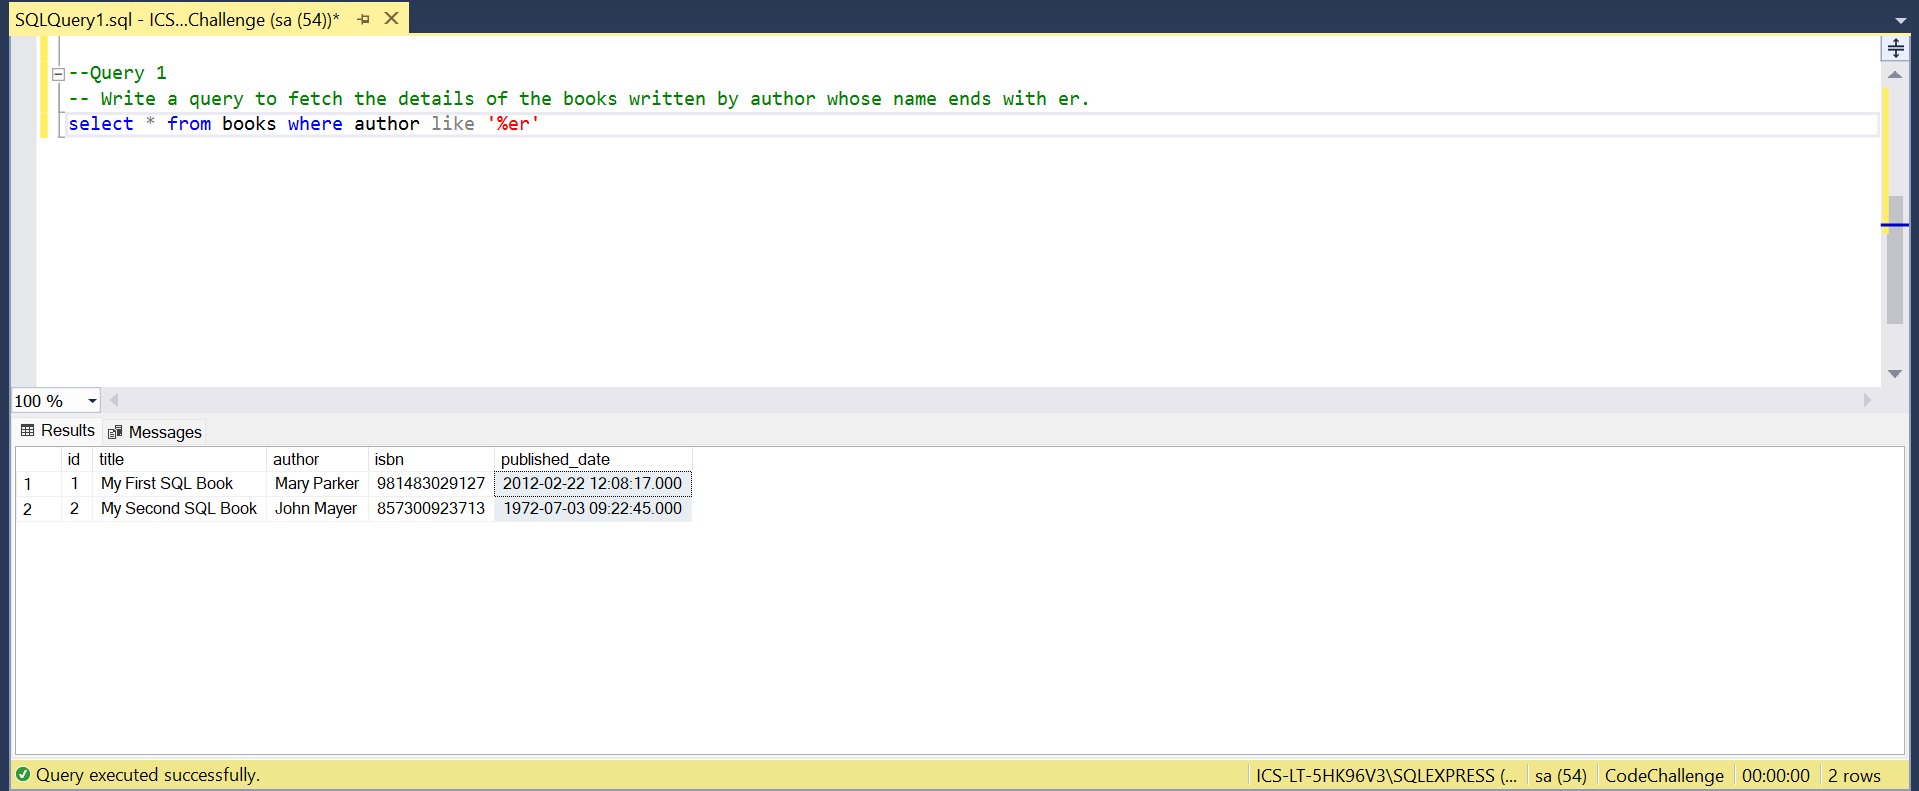 SQLQuery1.sql - ICS...Challenge (sa (54))*
--Query 1
-- Write a query to fetch the details of the books written by author whose name ends with er.
select * from books where author like '%er'
100 %
Results Messages
id title author isbn published_date
1 1 My First SQL Book Mary Parker 981483029127 2012-02-22 12:08:17.000
2 2 My Second SQL Book John Mayer 857300923713 1972-07-03 09:22:45.000
Query executed successfully. ICS-LT-5HK96V3\SQLEXPRESS (... sa (54) CodeChallenge 00:00:00 2 rows